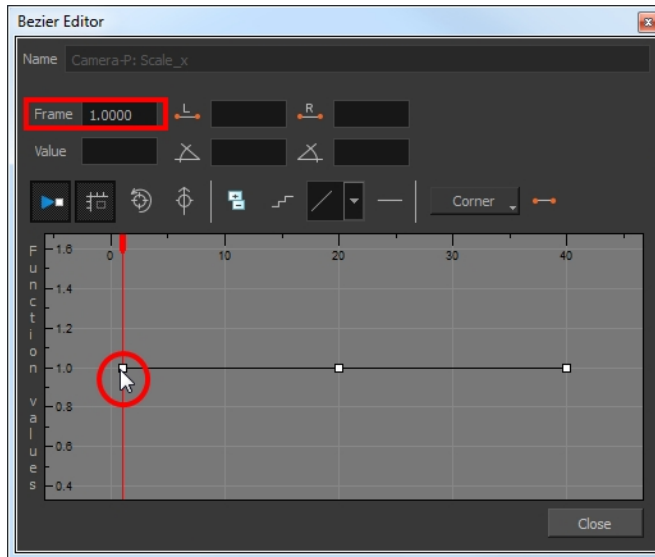 Bezier Editor
Name Camera-P: Scale_x
Frame 1.0000 L R
Value
Corner
Function values
1.6
1.4
1.2
1.0
0.8
0.6
0.4
0 10 20 30 40
Close